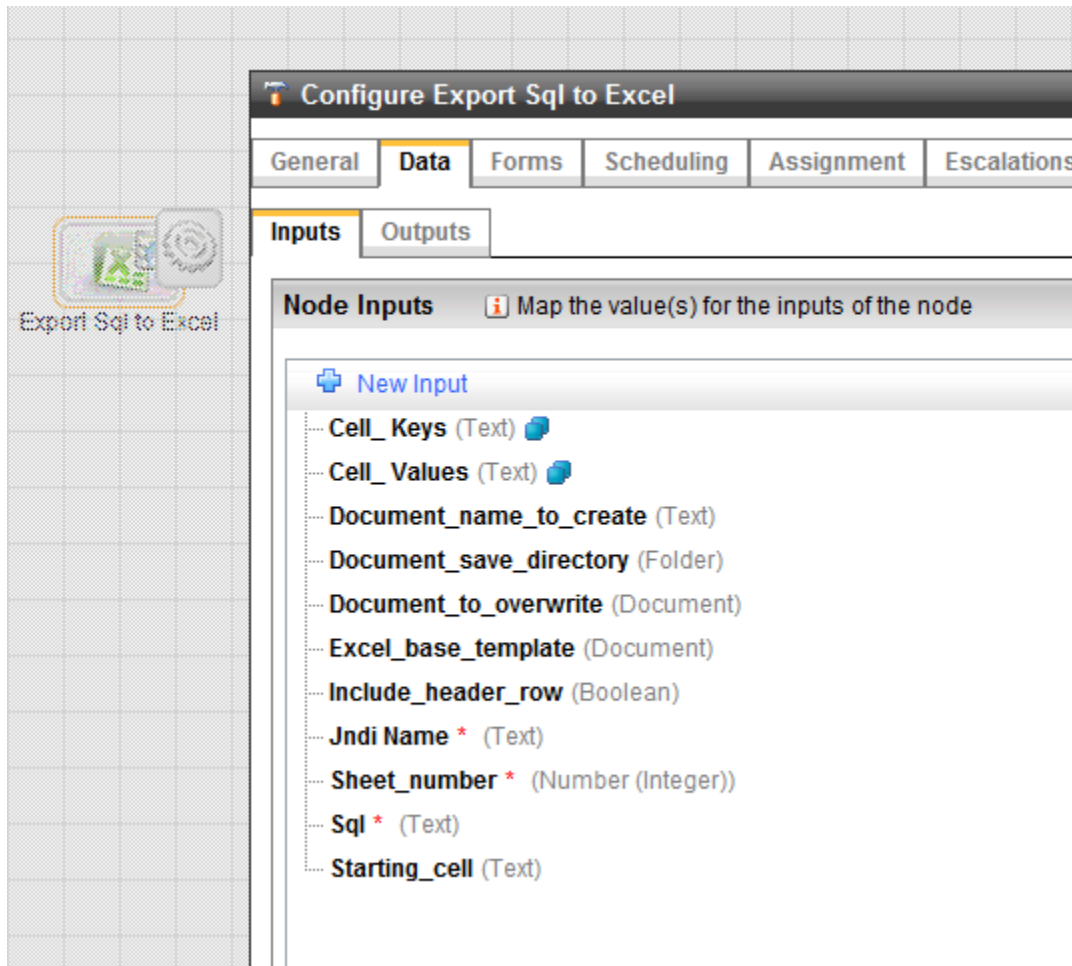 Configure Export Sql to Excel
General Data Forms Scheduling Assignment Escalations
Inputs Outputs
Export Sql to Excel
Node Inputs Map the value(s) for the inputs of the node
New Input
Cell_ Keys (Text)
Cell_ Values (Text)
Document_name_to_create (Text)
Document_save_directory (Folder)
Document_to_overwrite (Document)
Excel_base_template (Document)
Include_header_row (Boolean)
Jndi Name * (Text)
Sheet_number * (Number (Integer))
Sql * (Text)
Starting_cell (Text)